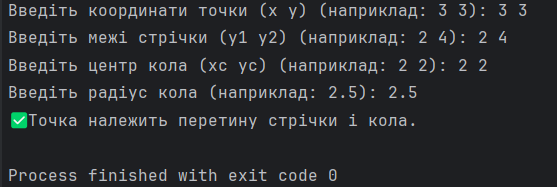 Введіть координати точки (x y) (наприклад: 3 3): 3 3
Введіть межі стрічки (y1 y2) (наприклад: 2 4): 2 4
Введіть центр кола (xc yc) (наприклад: 2 2): 2 2
Введіть радіус кола (наприклад: 2.5): 2.5
✅Точка належить перетину стрічки і кола.
Process finished with exit code 0